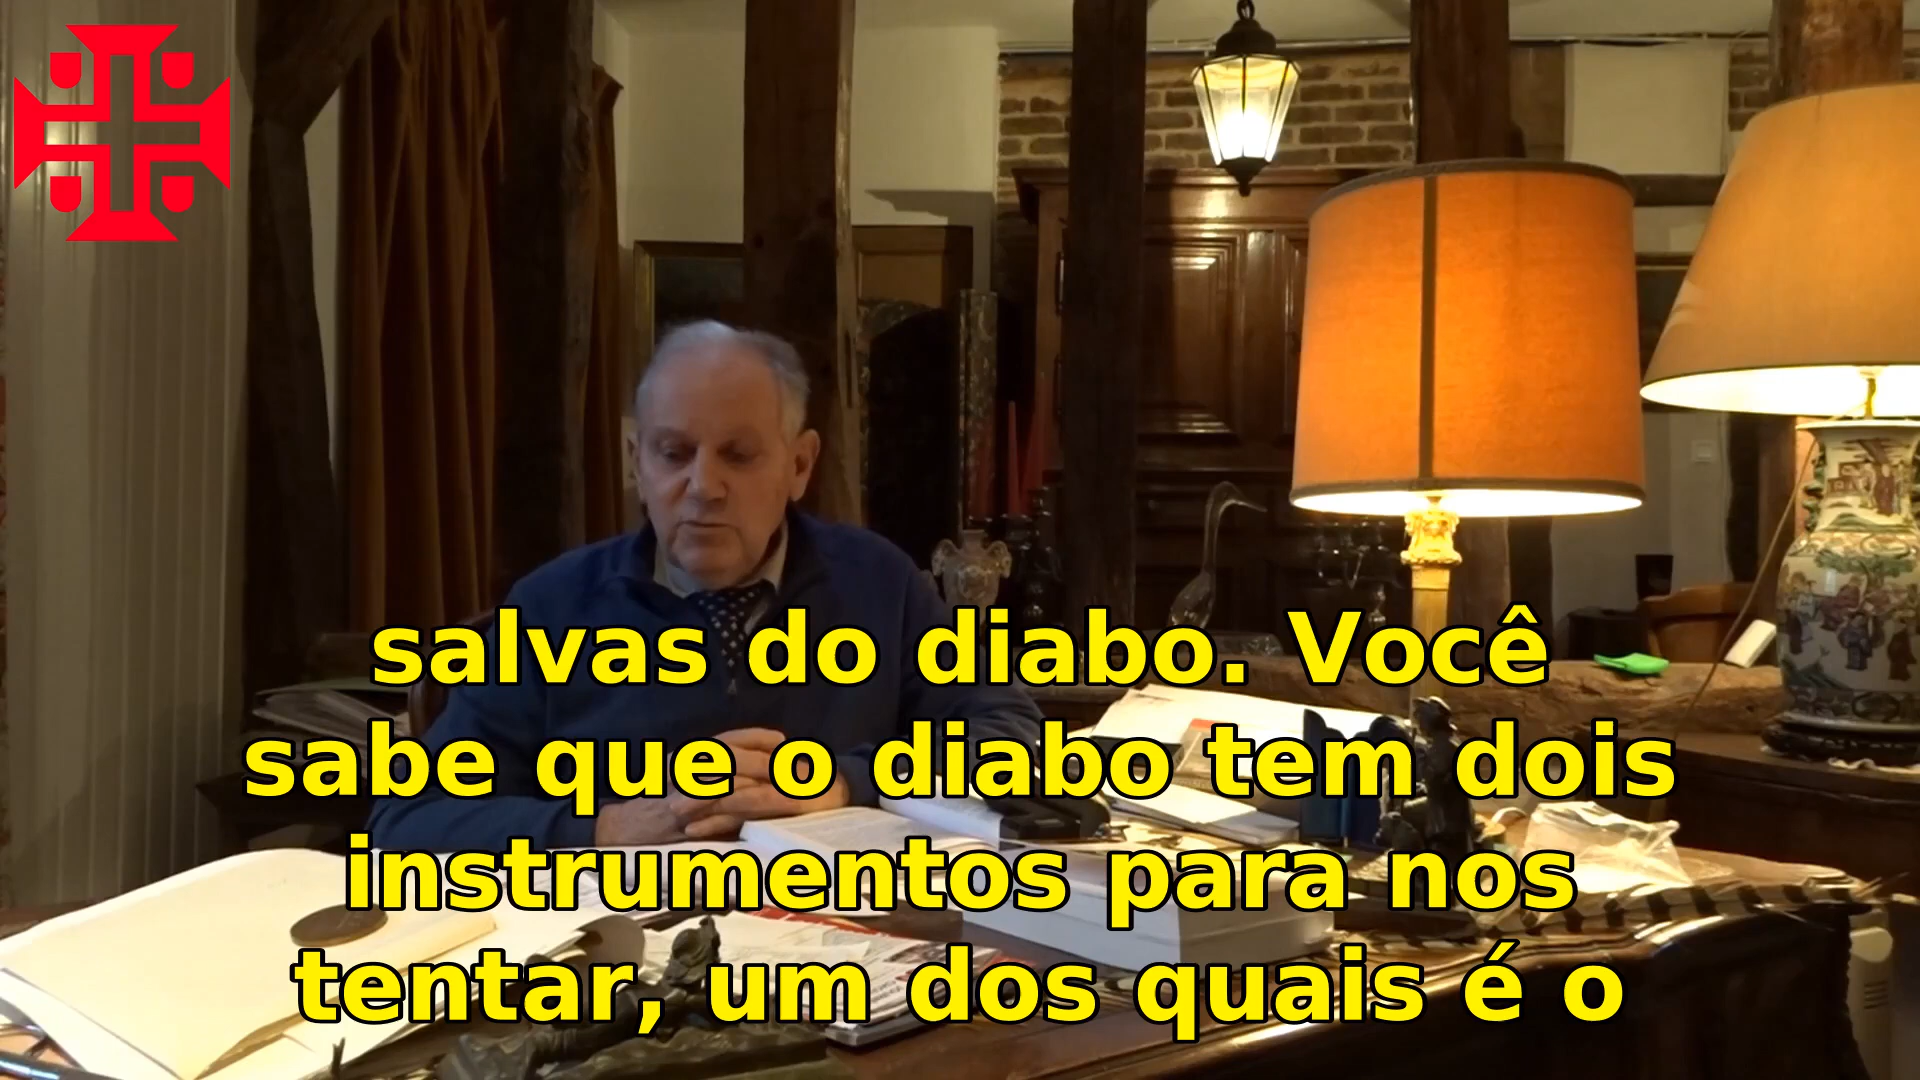 salvas do diabo. Você
sabe que o diabo tem dois
instrumentos para nos
tentar, um dos quais é o